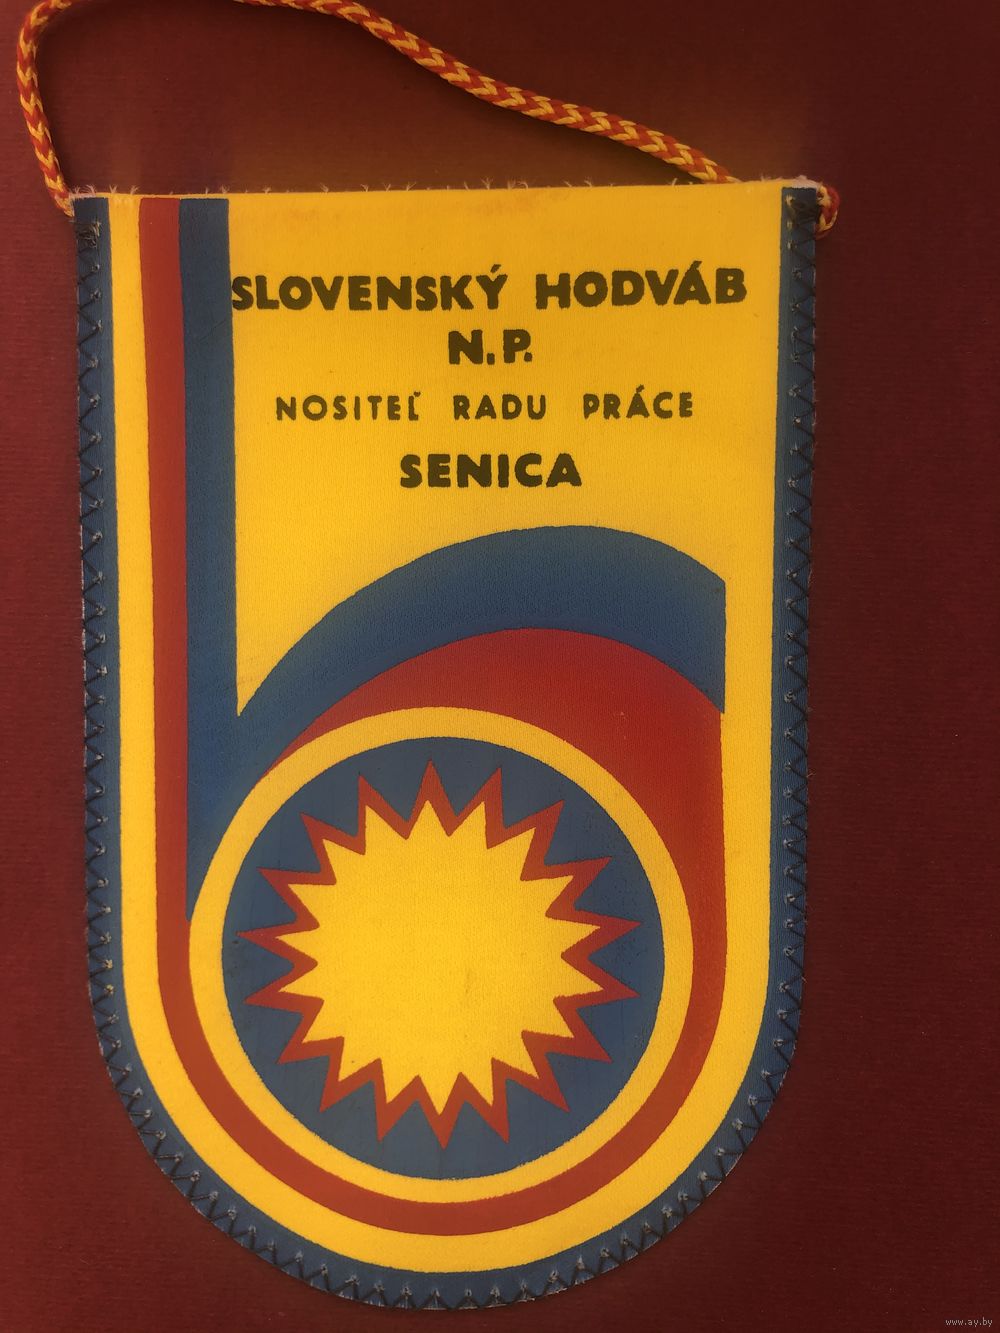 SLOVENSKÝ HODVÁB
N.P.
NOSITEĽ RADU PRÁCE
SENICA
www.ay.by